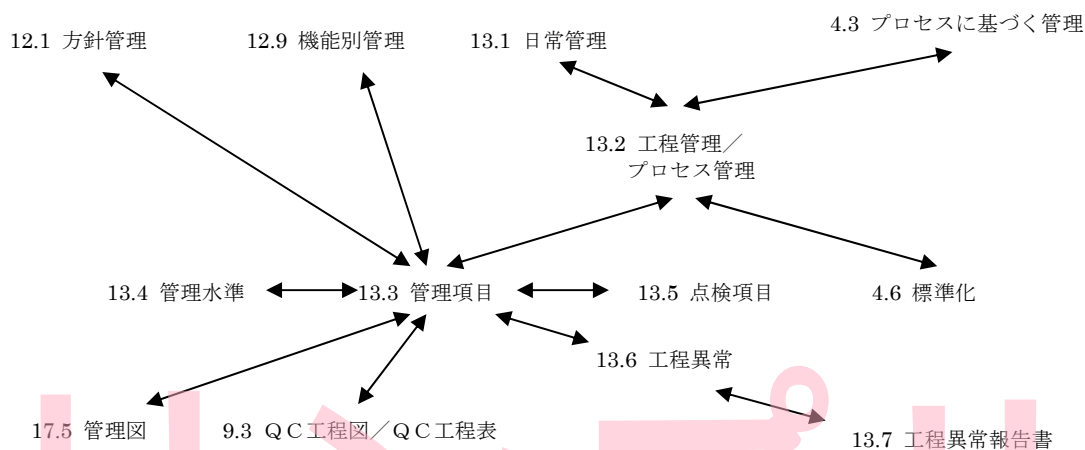 4.3 プロセスに基づく管理
12.1 方針管理
12.9 機能別管理
13.1 日常管理
13.2 工程管理／
プロセス管理
13.4 管理水準
13.3 管理項目
13.5 点検項目
4.6 標準化
13.6 工程異常
17.5 管理図
9.3 ＱＣ工程図／ＱＣ工程表
13.7 工程異常報告書